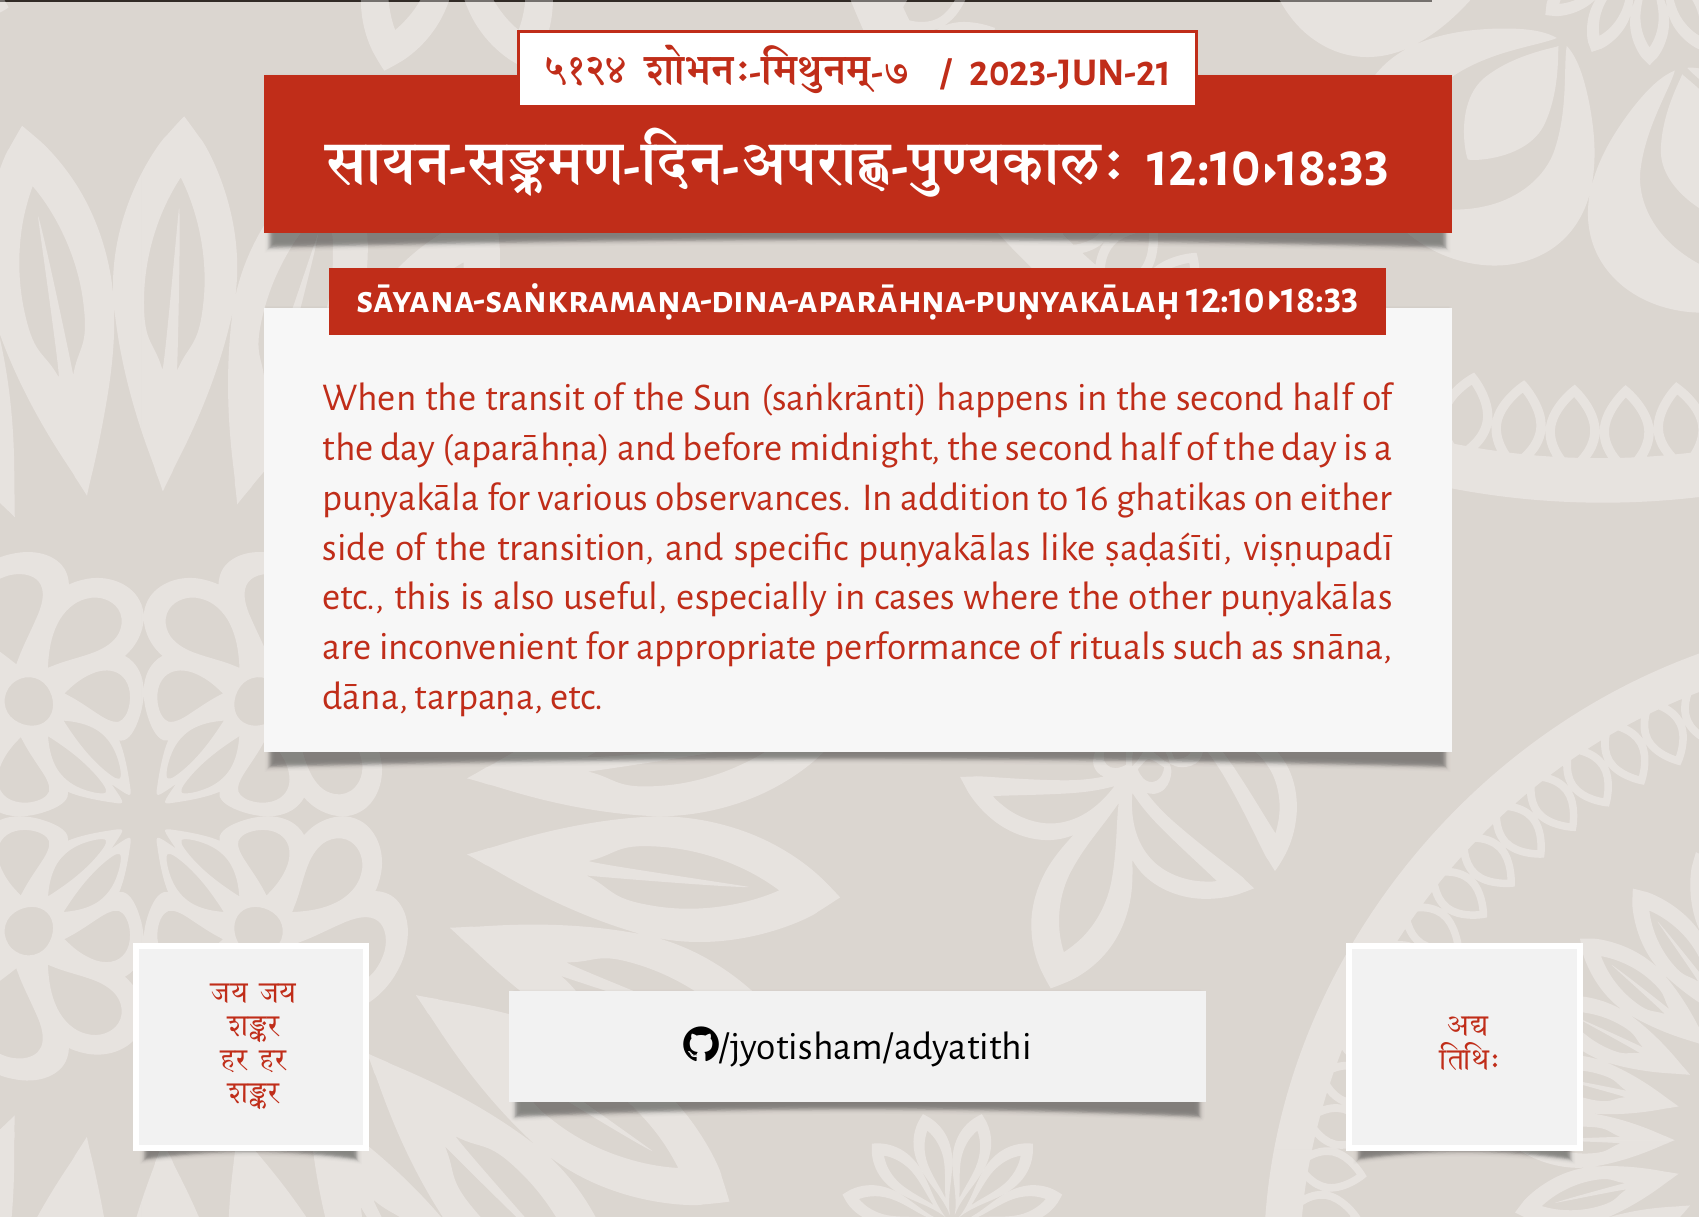 ५१२४ शोभनः-मिथुनम्-७ / 2023-JUN-21
सायन-सङ्क्रमण-दिन-अपराह्ण-पुण्यकालः 12:10▸18:33
SĀYANA-SAṄKRAMAṆA-DINA-APARĀHṆA-PUṆYAKĀLAḤ 12:10▸18:33
When the transit of the Sun (saṅkrānti) happens in the second half of
the day (aparāhṇa) and before midnight, the second half of the day is a
puṇyakāla for various observances. In addition to 16 ghatikas on either
side of the transition, and specific puṇyakālas like ṣaḍaśīti, viṣṇupadī
etc., this is also useful, especially in cases where the other puṇyakālas
are inconvenient for appropriate performance of rituals such as snāna,
dāna, tarpaṇa, etc.
जय जय
शङ्कर
हर हर
शङ्कर
/jyotisham/adyatithi
अद्य
तिथिः